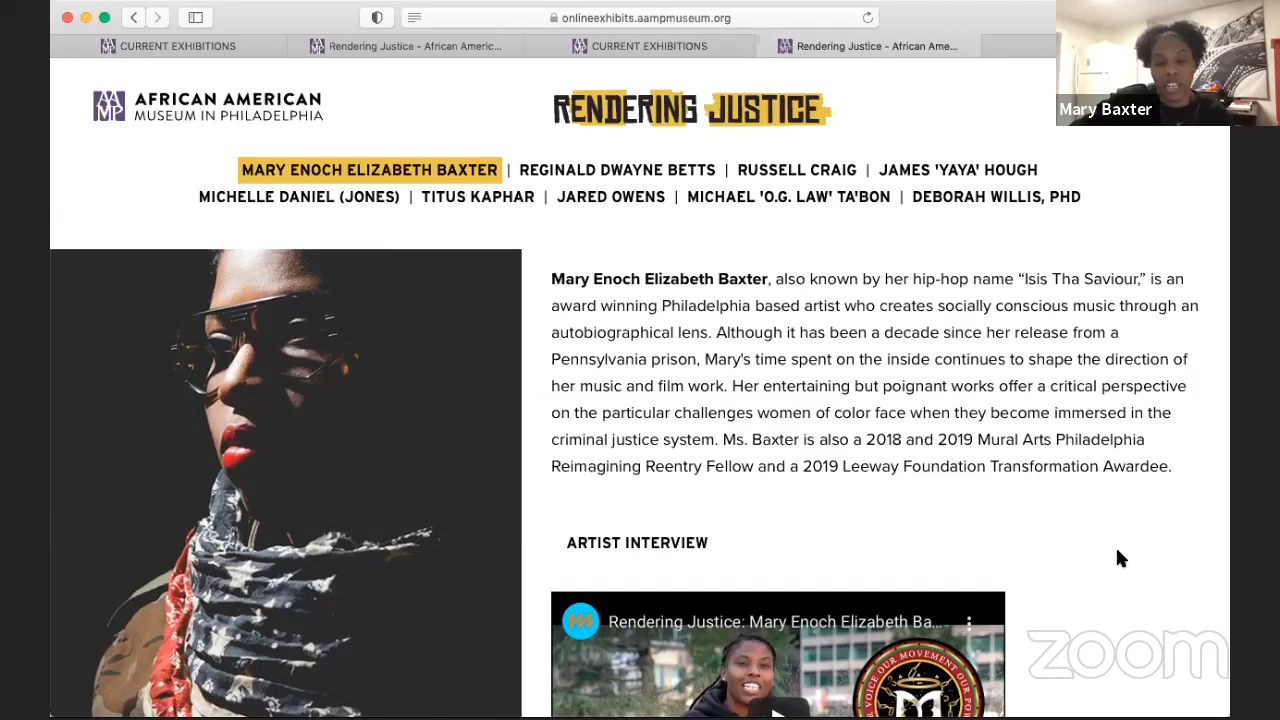 onlineexhibits.aampmuseum.org
CURRENT EXHIBITIONS
Rendering Justice - African Americ...
CURRENT EXHIBITIONS
Rendering Justice - African Ame...
Mary Baxter
AAMP
AFRICAN AMERICAN
MUSEUM IN PHILADELPHIA
RENDERING JUSTICE
MARY ENOCH ELIZABETH BAXTER | REGINALD DWAYNE BETTS | RUSSELL CRAIG | JAMES 'YAYA' HOUGH
MICHELLE DANIEL (JONES) | TITUS KAPHAR | JARED OWENS | MICHAEL 'O.G. LAW' TA'BON | DEBORAH WILLIS, PHD
Mary Enoch Elizabeth Baxter, also known by her hip-hop name “Isis Tha Saviour,” is an
award winning Philadelphia based artist who creates socially conscious music through an
autobiographical lens. Although it has been a decade since her release from a
Pennsylvania prison, Mary's time spent on the inside continues to shape the direction of
her music and film work. Her entertaining but poignant works offer a critical perspective
on the particular challenges women of color face when they become immersed in the
criminal justice system. Ms. Baxter is also a 2018 and 2019 Mural Arts Philadelphia
Reimagining Reentry Fellow and a 2019 Leeway Foundation Transformation Awardee.
ARTIST INTERVIEW
Rendering Justice: Mary Enoch Elizabeth Ba...
VOICE OUR MOVEMENT OUR
zoom